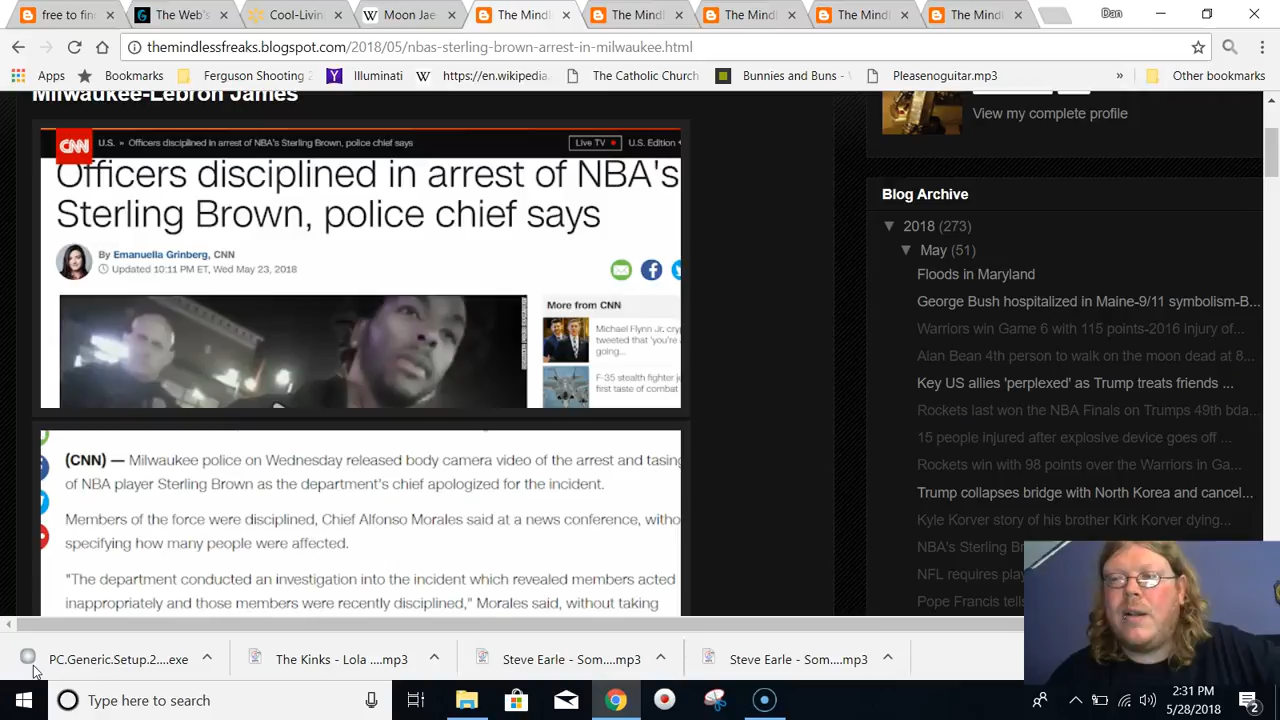 free to fin
The Web's
Cool-Livin
Moon Jae-
The Mindl
The Mindl
The Mindl
The Mindl
The Mindl
Dan
themindlessfreaks.blogspot.com/2018/05/nbas-sterling-brown-arrest-in-milwaukee.html
Apps
Bookmarks
Ferguson Shooting 2
Illuminati
https://en.wikipedia.
The Catholic Church
Bunnies and Buns -
Pleasenoguitar.mp3
»
Other bookmarks
Milwaukee-Lebron James
View my complete profile
CNN
U.S. » Officers disciplined in arrest of NBA's Sterling Brown, police chief says
Live TV
U.S. Edition
Officers disciplined in arrest of NBA's
Sterling Brown, police chief says
By Emanuella Grinberg, CNN
Updated 10:11 PM ET, Wed May 23, 2018
More from CNN
Michael Flynn Jr. cry
tweeted that 'you're
going...
F-35 stealth fighter j
first taste of combat
(CNN) — Milwaukee police on Wednesday released body camera video of the arrest and tasing
of NBA player Sterling Brown as the department's chief apologized for the incident.
Members of the force were disciplined, Chief Alfonso Morales said at a news conference, witho
specifying how many people were affected.
"The department conducted an investigation into the incident which revealed members acted
inappropriately and those members were recently disciplined," Morales said, without taking
Blog Archive
▼ 2018 (273)
▼ May (51)
Floods in Maryland
George Bush hospitalized in Maine-9/11 symbolism-B...
Warriors win Game 6 with 115 points-2016 injury of...
Alan Bean 4th person to walk on the moon dead at 8...
Key US allies 'perplexed' as Trump treats friends ...
Rockets last won the NBA Finals on Trumps 49th bda...
15 people injured after explosive device goes off ...
Rockets win with 98 points over the Warriors in Ga...
Trump collapses bridge with North Korea and cancel...
Kyle Korver story of his brother Kirk Korver dying...
NBA's Sterling Br
NFL requires play
Pope Francis tells
PC.Generic.Setup.2....exe
The Kinks - Lola ....mp3
Steve Earle - Som....mp3
Steve Earle - Som....mp3
Type here to search
2:31 PM
5/28/2018
2